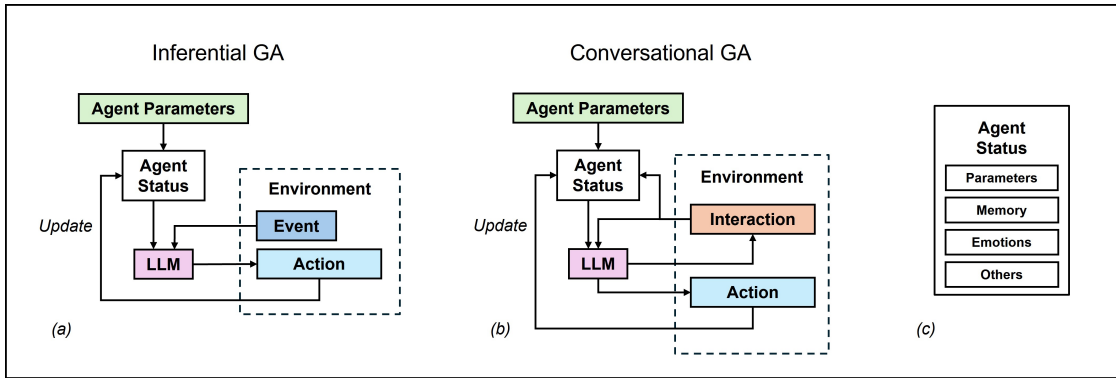 Inferential GA
Agent Parameters
Agent
Status
Environment
Update
Event
LLM
Action
(a)
Conversational GA
Agent Parameters
Agent
Status
Environment
Update
Interaction
LLM
Action
(b)
Agent
Status
Parameters
Memory
Emotions
Others
(c)